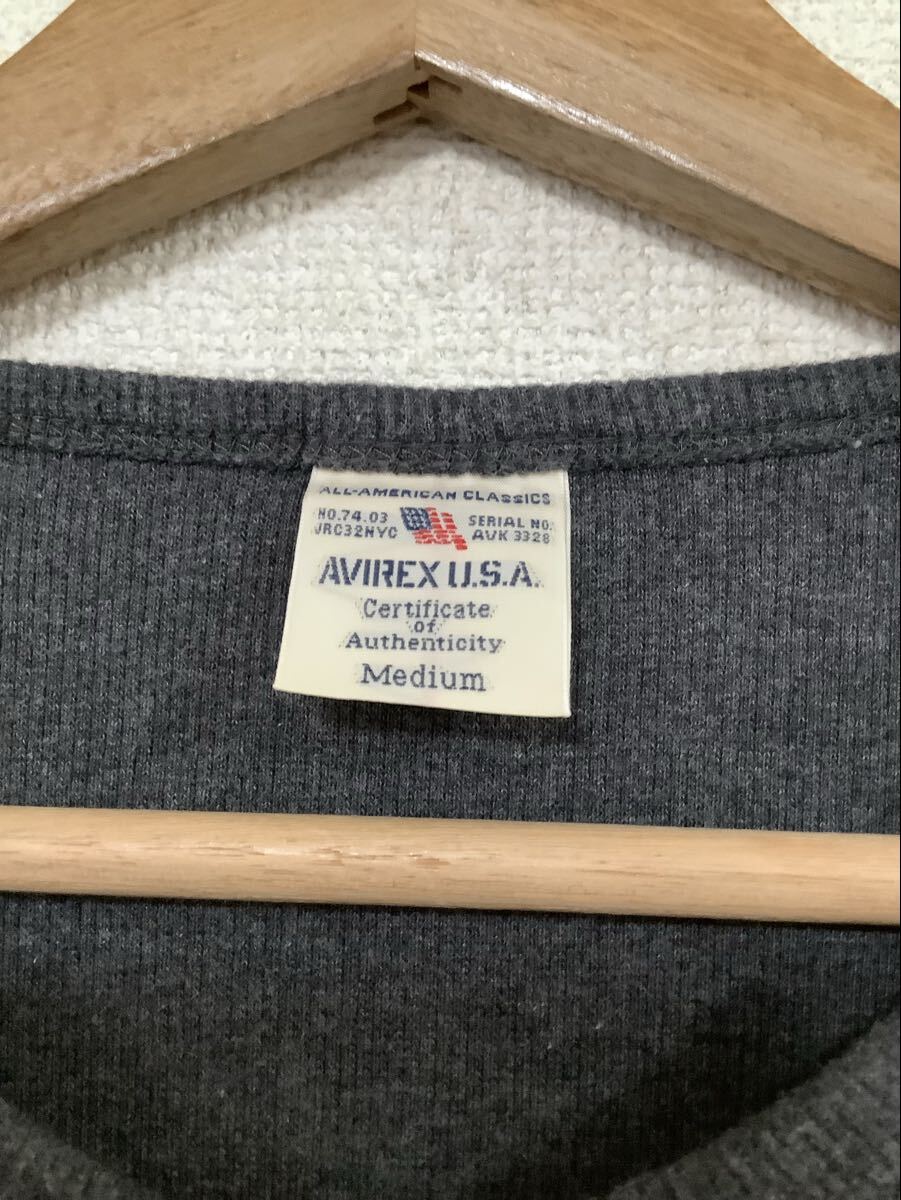 ALL-AMERICAN CLASSICS
NO.74.03 SERIAL NO.
JRC32NYC AVK 3328
AVIREX U.S.A.
Certificate
of
Authenticity
Medium